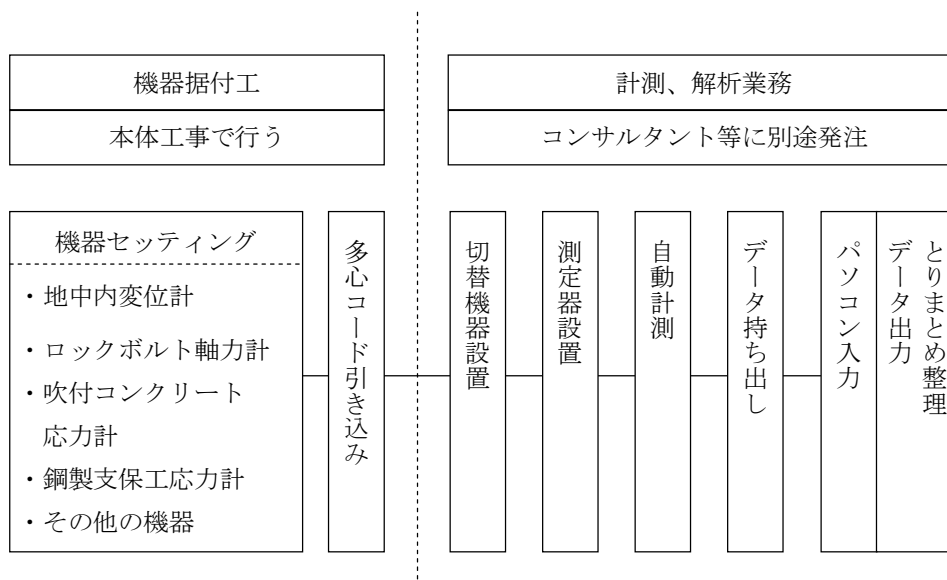 機器据付工
本体工事で行う
計測、解析業務
コンサルタント等に別途発注
機器セッティング
・地中内変位計
・ロックボルト軸力計
・吹付コンクリート
応力計
・鋼製支保工応力計
・その他の機器
多心コード引き込み
切替機器設置
測定器設置
自動計測
データ持ち出し
パソコン入力
とりまとめ整理
データ出力